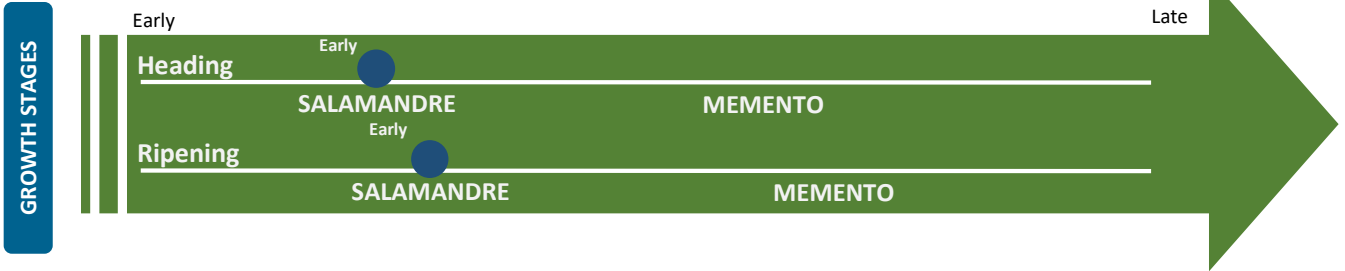 GROWTH STAGES
Early
Late
Early
Heading
SALAMANDRE
MEMENTO
Early
Ripening
SALAMANDRE
MEMENTO